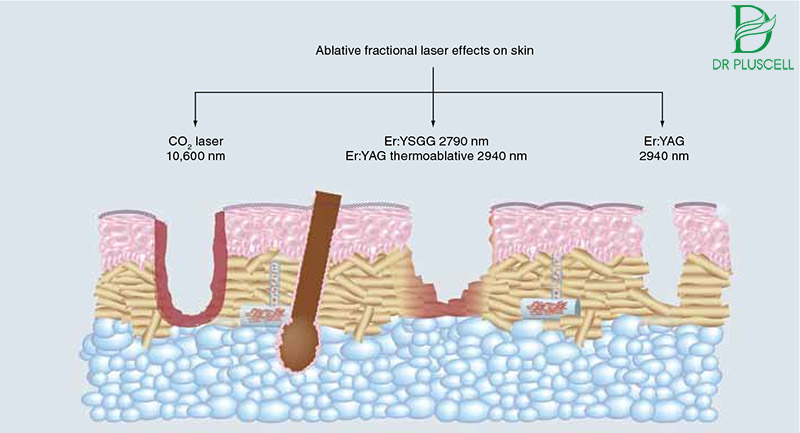 DR PLUSCELL
Ablative fractional laser effects on skin
CO₂ laser
10,600 nm
Er:YSGG 2790 nm
Er:YAG thermoablative 2940 nm
Er:YAG
2940 nm